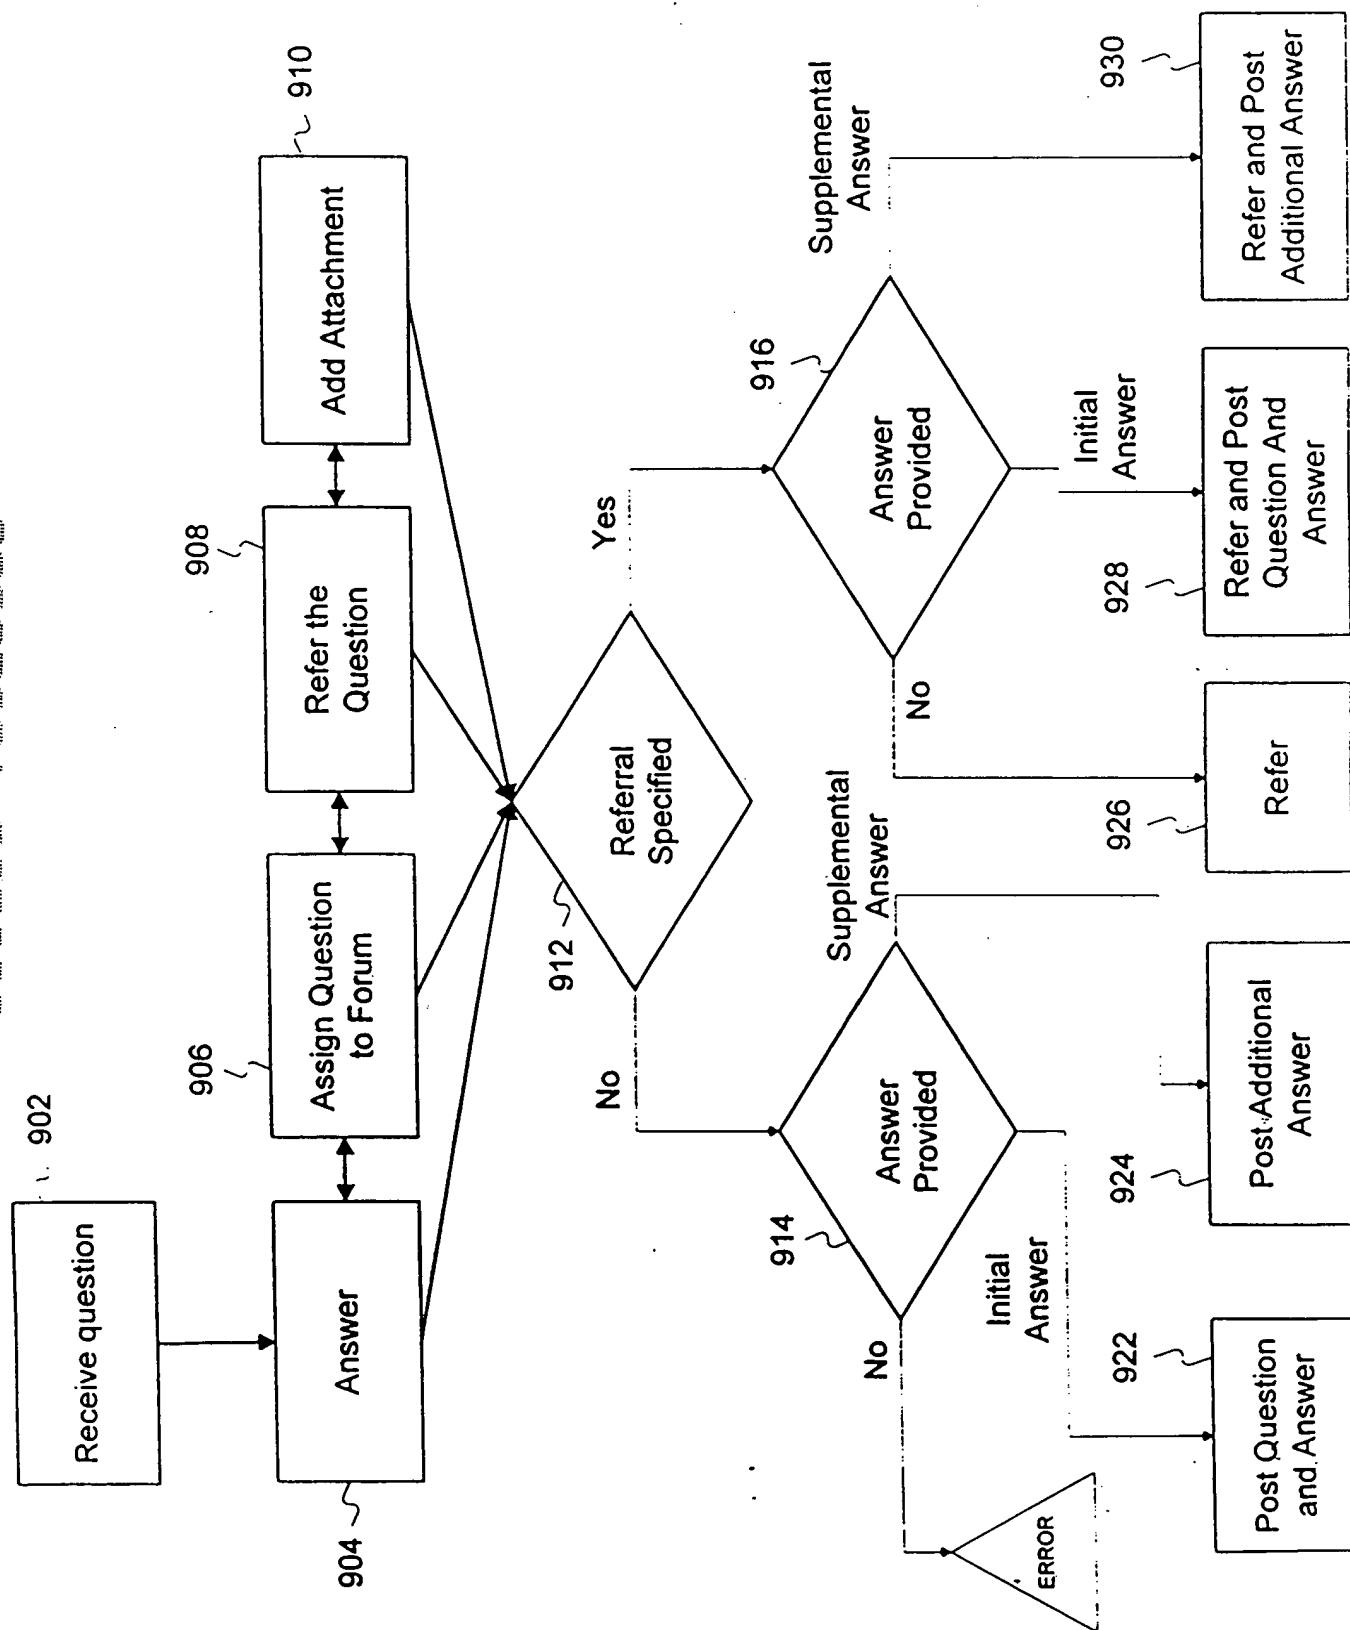 902
Receive question
904
Answer
906
Assign Question
to Forum
908
Refer the
Question
910
Add Attachment
912
Referral
Specified
No
Yes
914
Answer
Provided
916
Answer
Provided
No
Initial
Answer
Supplemental
Answer
No
Initial
Answer
Supplemental
Answer
ERROR
922
Post Question
and Answer
924
Post Additional
Answer
926
Refer
928
Refer and Post
Question And
Answer
930
Refer and Post
Additional Answer